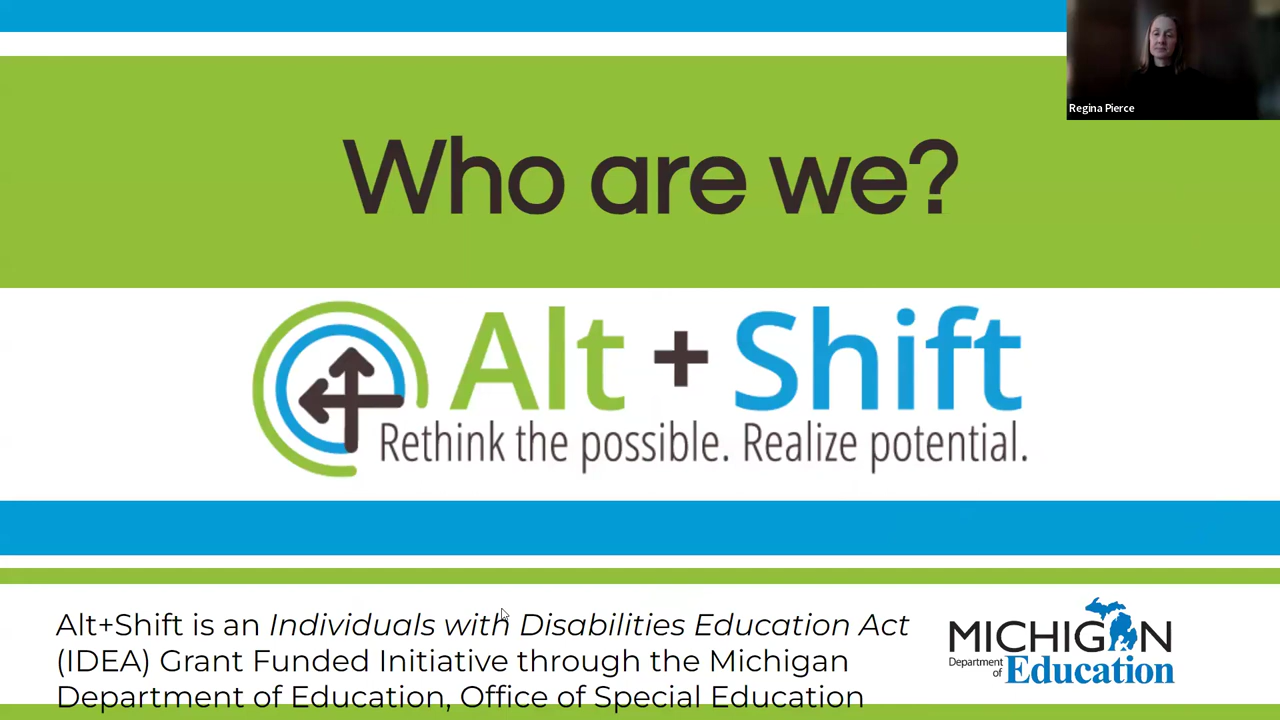 Regina Pierce
Who are we?
Alt + Shift
Rethink the possible. Realize potential.
Alt+Shift is an Individuals with Disabilities Education Act
(IDEA) Grant Funded Initiative through the Michigan
Department of Education, Office of Special Education
MICHIGAN
Department
of Education